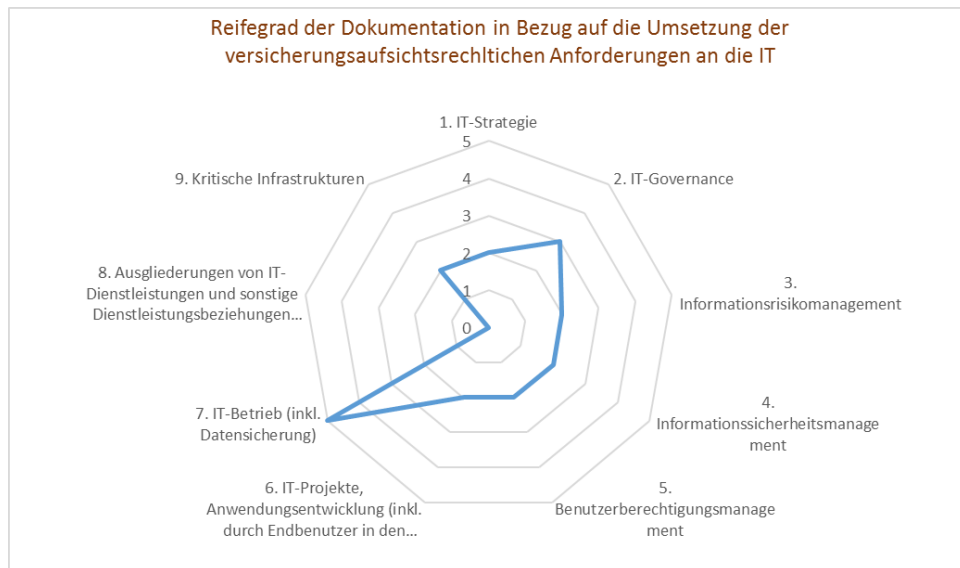 Reifegrad der Dokumentation in Bezug auf die Umsetzung der
versicherungsaufsichtsrechltichen Anforderungen an die IT
1. IT-Strategie
5
4
3
2
1
0
2. IT-Governance
3.
Informationsrisikomanagement
4.
Informationssicherheitsmanage
ment
5.
Benutzerberechtigungsmanage
ment
6. IT-Projekte,
Anwendungsentwicklung (inkl.
durch Endbenutzer in den…
7. IT-Betrieb (inkl.
Datensicherung)
8. Ausgliederungen von IT-
Dienstleistungen und sonstige
Dienstleistungsbeziehungen…
9. Kritische Infrastrukturen